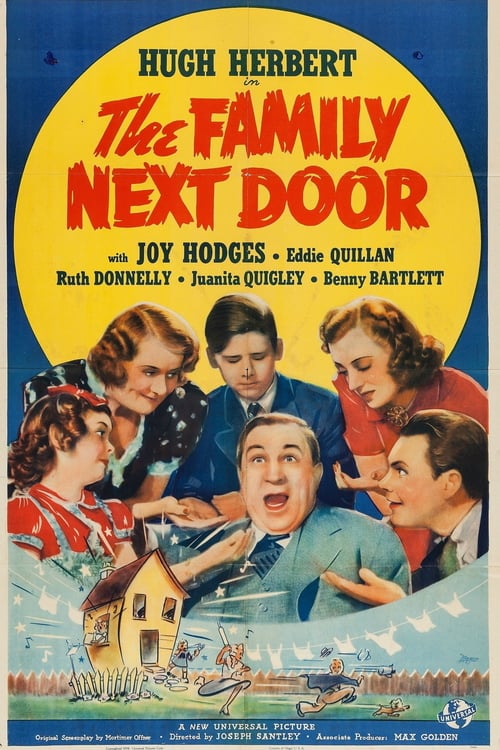 HUGH HERBERT
in
The FAMILY
NEXT DOOR
with JOY HODGES • Eddie QUILLAN
Ruth DONNELLY • Juanita QUIGLEY • Benny BARTLETT
A NEW UNIVERSAL PICTURE
Original Screenplay by Mortimer Offner
Directed by JOSEPH SANTLEY
Associate Producer: MAX GOLDEN
UNIVERSAL